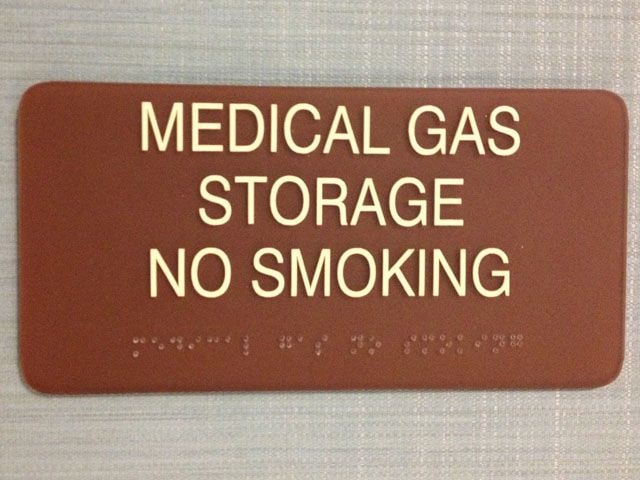 MEDICAL GAS
STORAGE
NO SMOKING